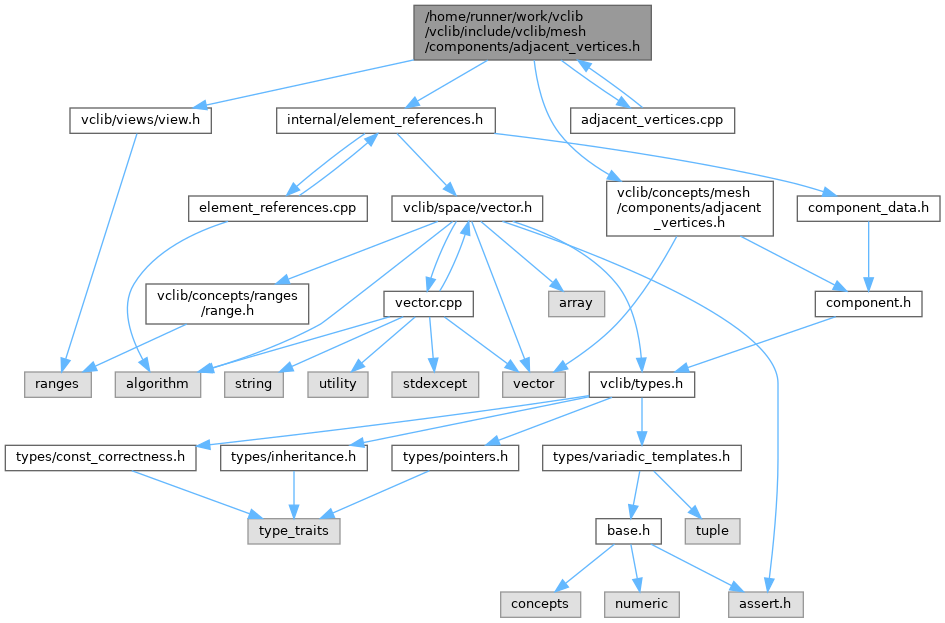 /home/runner/work/vclib
/vclib/include/vclib/mesh
/components/adjacent_vertices.h
vclib/views/view.h
internal/element_references.h
adjacent_vertices.cpp
element_references.cpp
vclib/space/vector.h
vclib/concepts/mesh
/components/adjacent
_vertices.h
component_data.h
vclib/concepts/ranges
/range.h
vector.cpp
array
component.h
ranges
algorithm
string
utility
stdexcept
vector
vclib/types.h
types/const_correctness.h
types/inheritance.h
types/pointers.h
types/variadic_templates.h
type_traits
base.h
tuple
concepts
numeric
assert.h